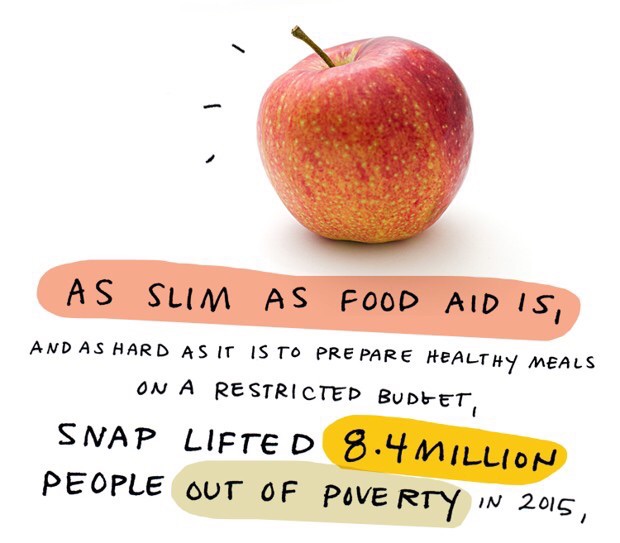 AS SLIM AS FOOD AID IS,
AND AS HARD AS IT IS TO PREPARE HEALTHY MEALS
ON A RESTRICTED BUDGET,
SNAP LIFTED 8.4 MILLION
PEOPLE OUT OF POVERTY IN 2015,